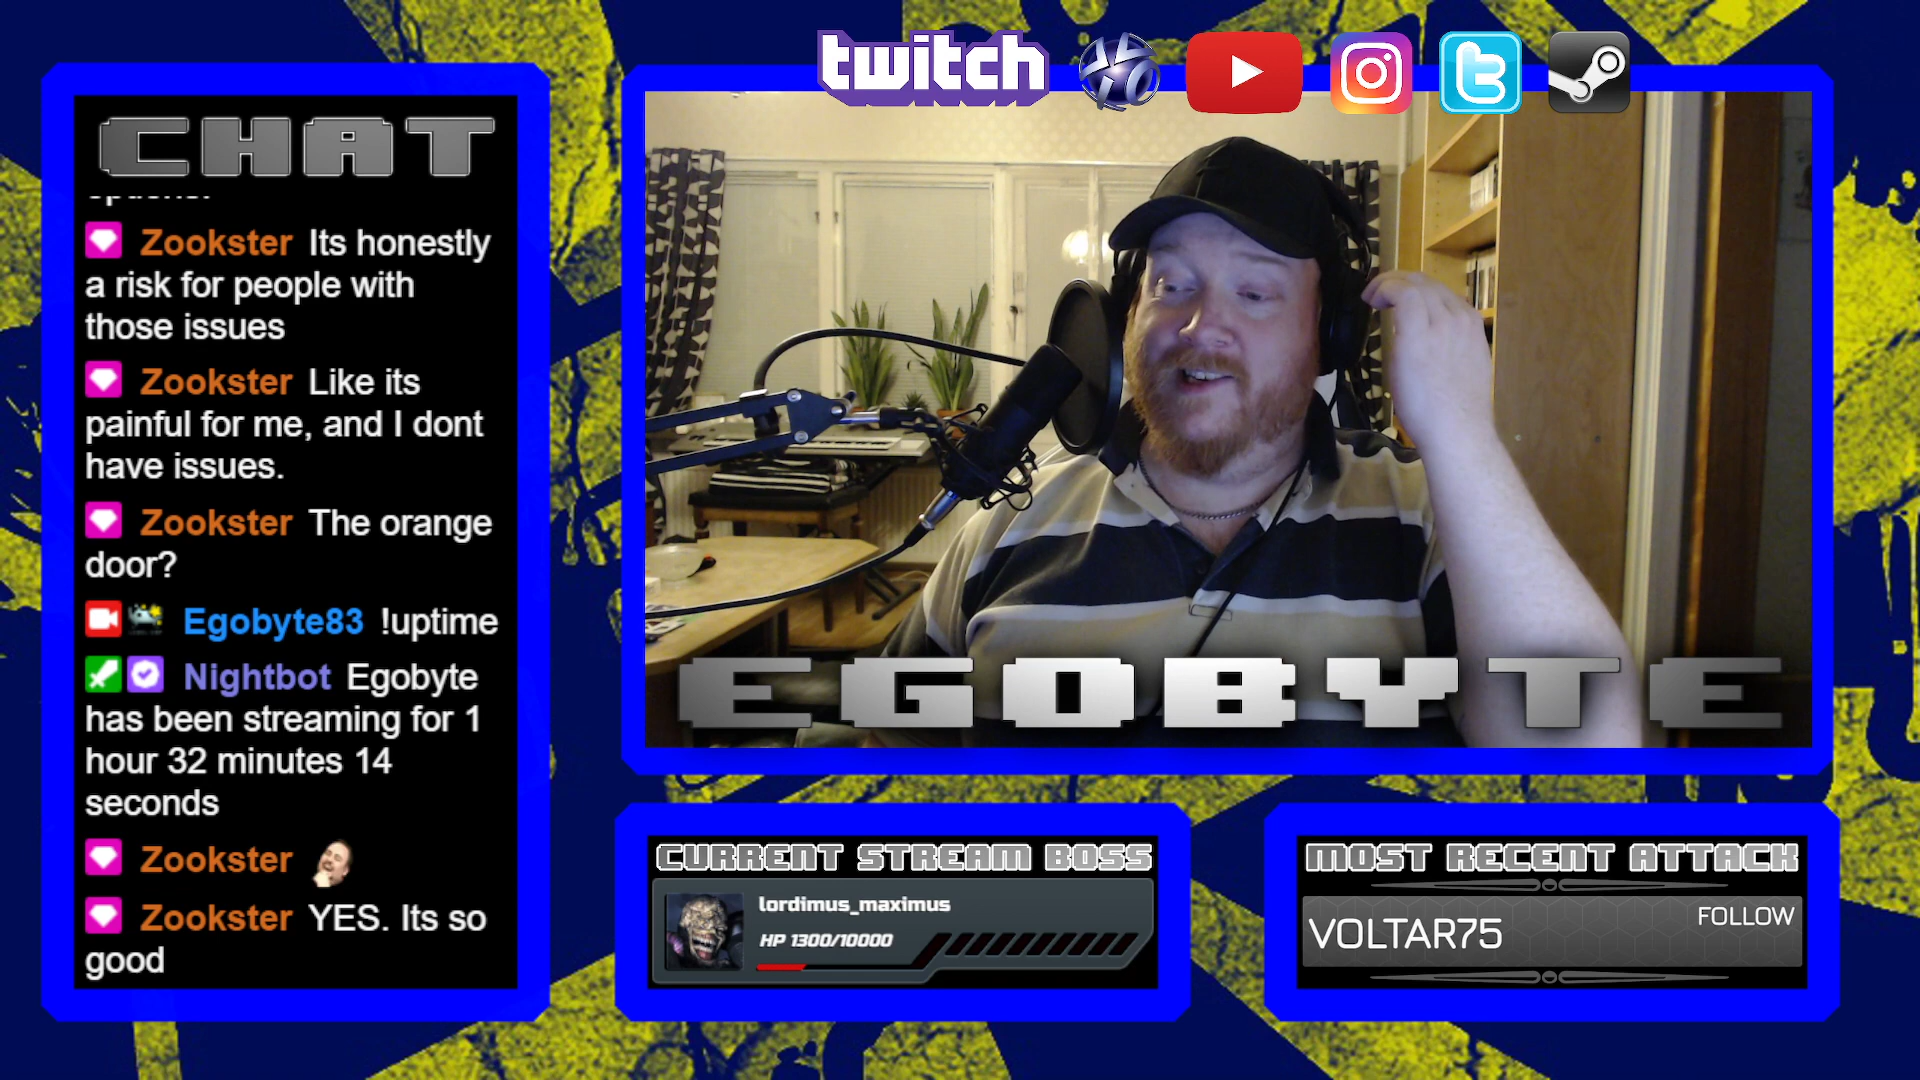 twitch
CHAT
Zookster Its honestly
a risk for people with
those issues
Zookster Like its
painful for me, and I dont
have issues.
Zookster The orange
door?
Egobyte83 !uptime
Nightbot Egobyte
has been streaming for 1
hour 32 minutes 14
seconds
Zookster
Zookster YES. Its so
good
EGOBYTE
CURRENT STREAM BOSS
lordimus_maximus
HP 1300/10000
MOST RECENT ATTACK
VOLTAR75
FOLLOW